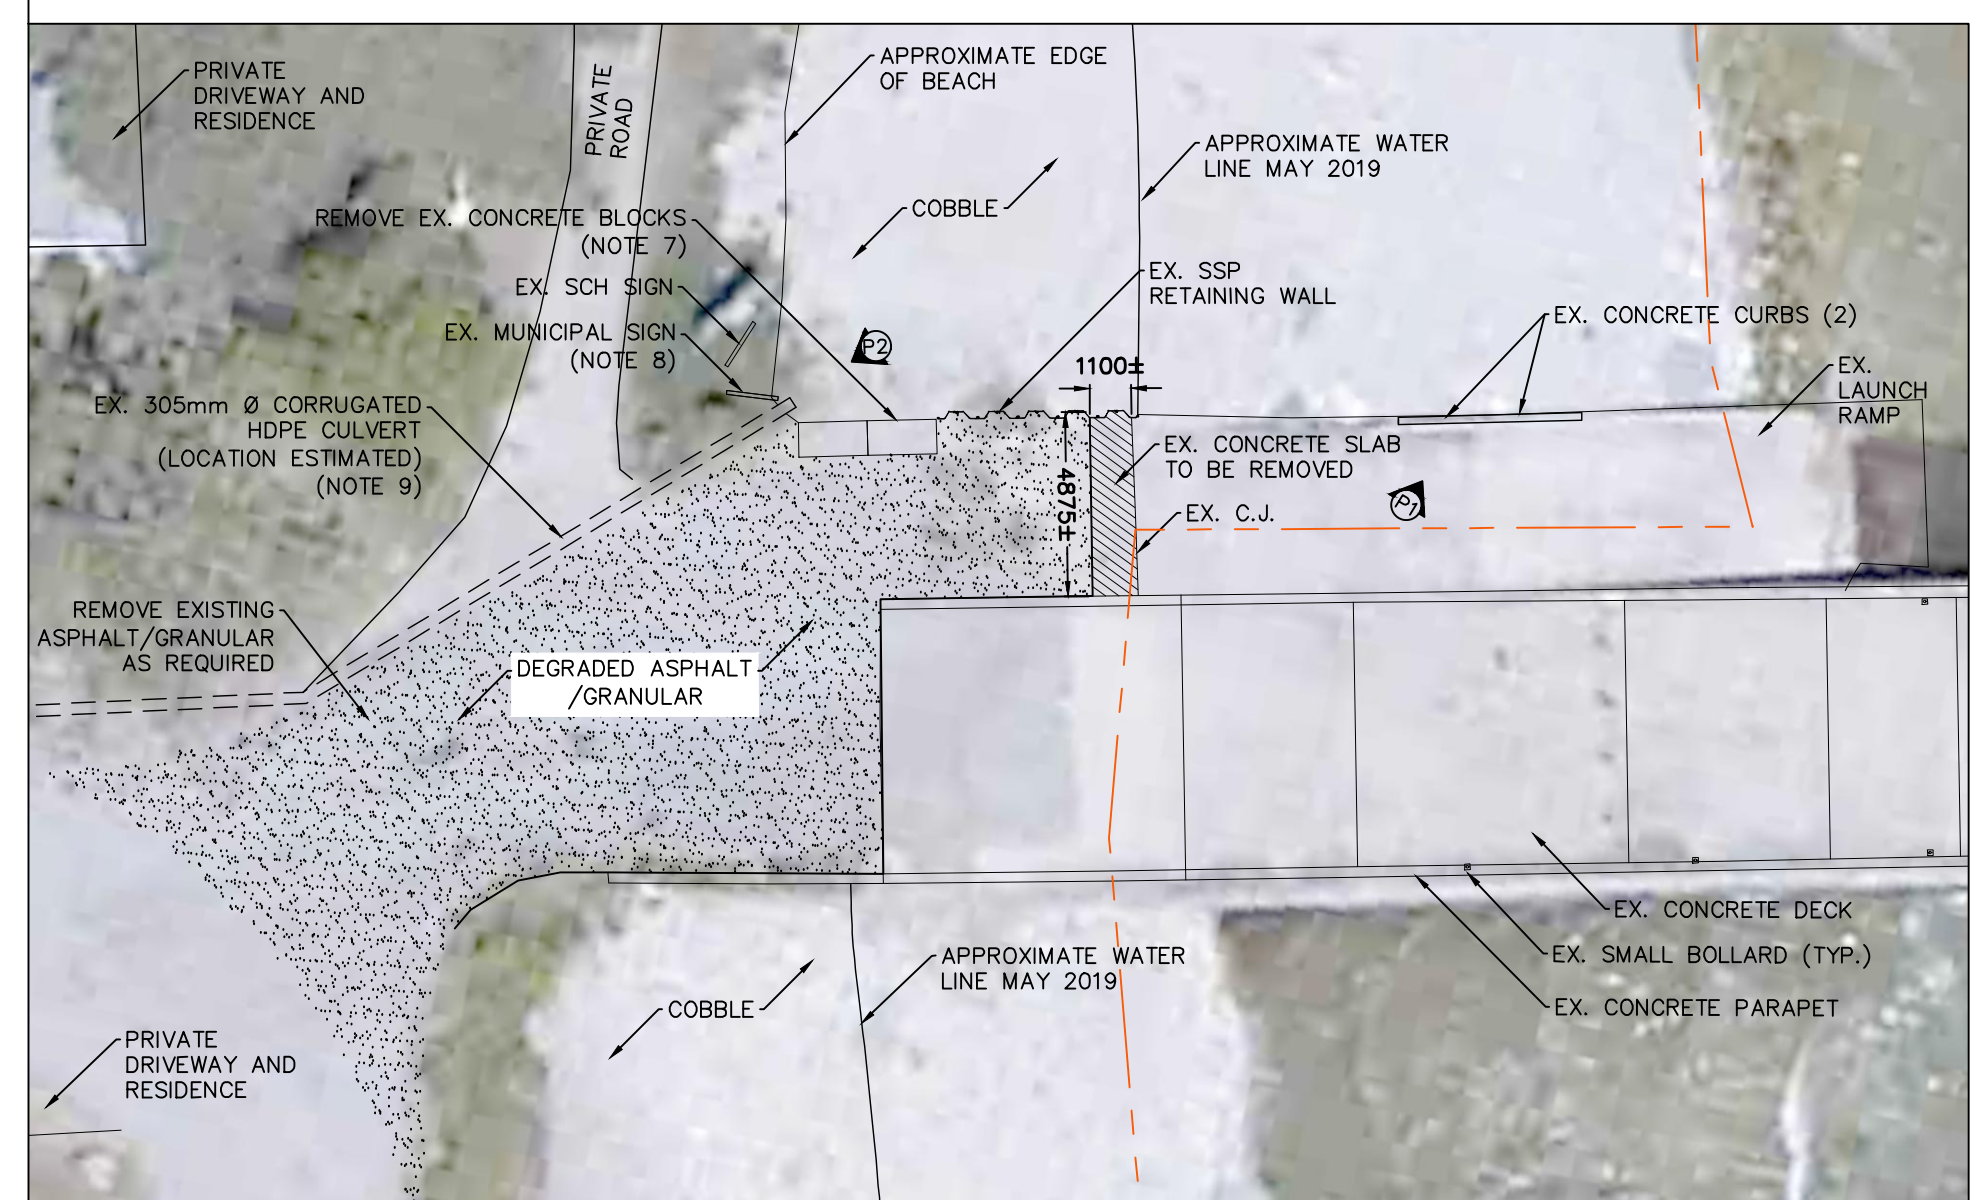 PRIVATE
DRIVEWAY AND
RESIDENCE
PRIVATE
ROAD
APPROXIMATE EDGE
OF BEACH
APPROXIMATE WATER
LINE MAY 2019
COBBLE
REMOVE EX. CONCRETE BLOCKS
(NOTE 7)
EX. SSP
RETAINING WALL
EX. SCH SIGN
EX. MUNICIPAL SIGN
(NOTE 8)
P2
EX. CONCRETE CURBS (2)
1100±
EX.
LAUNCH
RAMP
EX. 305mm Ø CORRUGATED
HDPE CULVERT
(LOCATION ESTIMATED)
(NOTE 9)
EX. CONCRETE SLAB
TO BE REMOVED
4875±
EX. C.J.
P1
REMOVE EXISTING
ASPHALT/GRANULAR
AS REQUIRED
DEGRADED ASPHALT
/GRANULAR
EX. CONCRETE DECK
EX. SMALL BOLLARD (TYP.)
EX. CONCRETE PARAPET
APPROXIMATE WATER
LINE MAY 2019
COBBLE
PRIVATE
DRIVEWAY AND
RESIDENCE